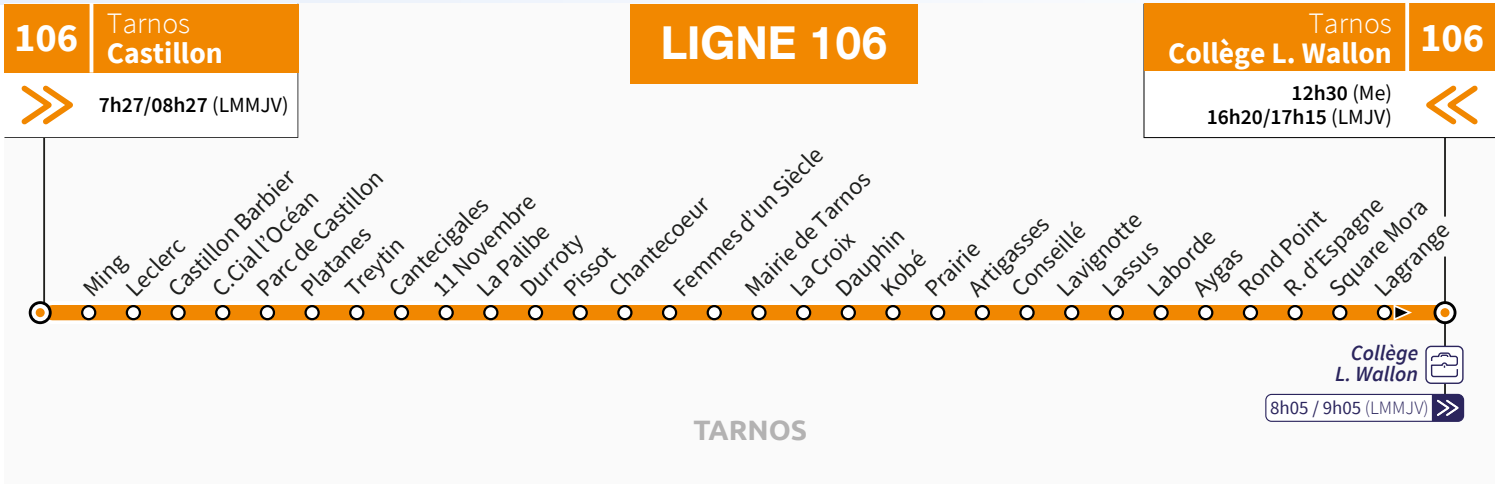 106
Tarnos
Castillon
7h27/08h27 (LMMJV)
LIGNE 106
Tarnos
Collège L. Wallon
106
12h30 (Me)
16h20/17h15 (LMJV)
Ming
Leclerc
Castillon Barbier
C.Cial l'Océan
Parc de Castillon
Platanes
Treytin
Cantecigales
11 Novembre
La Palibe
Durroty
Pissot
Chantecoeur
Femmes d'un Siècle
Mairie de Tarnos
La Croix
Dauphin
Kobé
Prairie
Artigasses
Conseillé
Lavignotte
Lassus
Laborde
Aygas
Rond Point
R. d'Espagne
Square Mora
Lagrange
Collège
L. Wallon
8h05 / 9h05 (LMMJV)
TARNOS